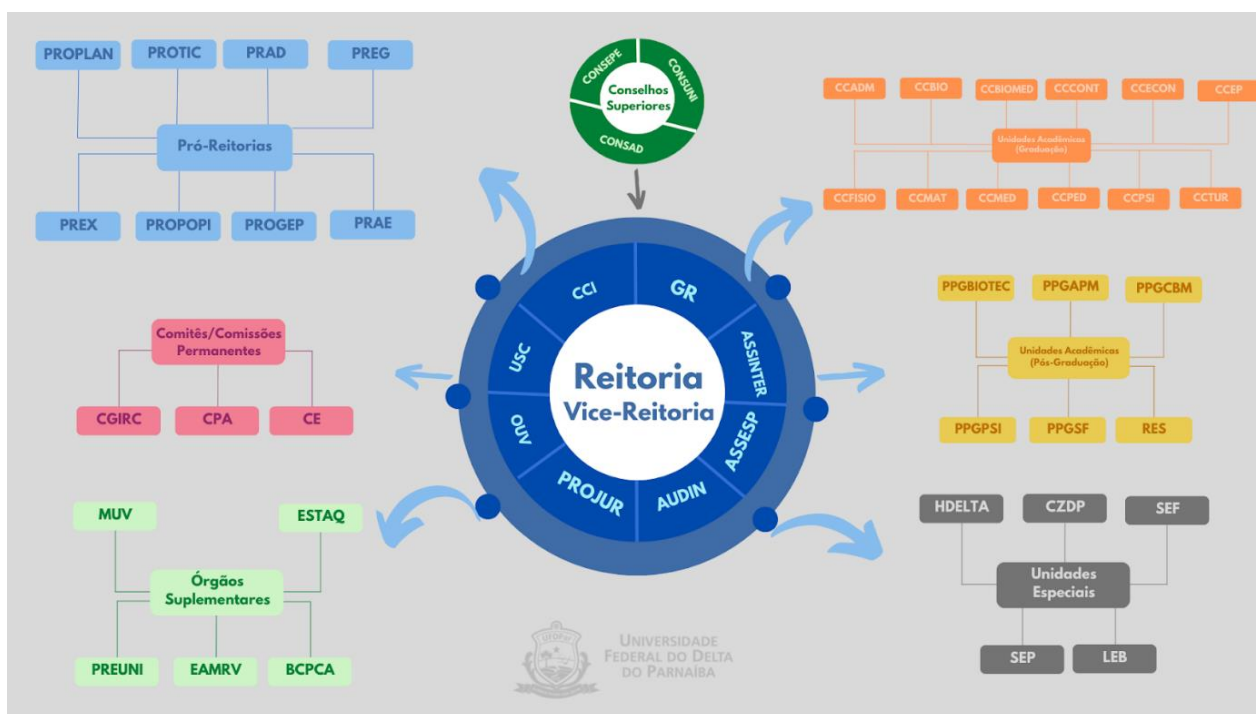 PROPLAN
PROTIC
PRAD
PREG
Pró-Reitorias
PREX
PROPOPI
PROGEP
PRAE
CONSEPE
CONSUNI
Conselhos
Superiores
CONSAD
CCADM
CCBIO
CCBIOMED
CCCONT
CCECON
CCEP
Unidades Acadêmicas
(Graduação)
CCFISIO
CCMAT
CCMED
CCPED
CCPSI
CCTUR
Comitês/Comissões
Permanentes
CGIRC
CPA
CE
CCI
GR
ASSINTER
ASSESP
AUDIN
PROJUR
OUV
USC
Reitoria
Vice-Reitoria
PPGBIOTEC
PPGAPM
PPGCBM
Unidades Acadêmicas
(Pós-Graduação)
PPGPSI
PPGSF
RES
MUV
ESTAQ
Órgãos
Suplementares
PREUNI
EAMRV
BCPCA
HDELTA
CZDP
SEF
Unidades
Especiais
SEP
LEB
UFDPar
Universidade
Federal do Delta
do Parnaíba